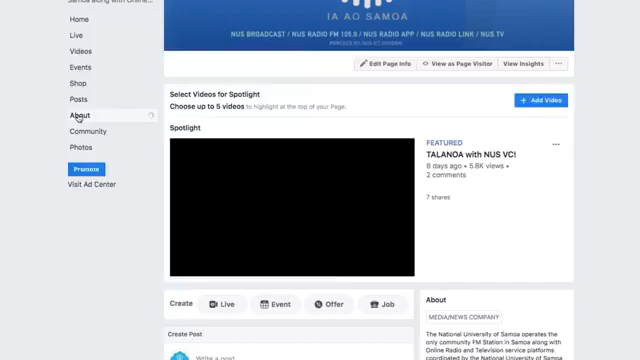 Samoa along with Online...
Home
Live
Videos
Events
Shop
Posts
About
Community
Photos
Promote
Visit Ad Center
IA AO SAMOA
NUS BROADCAST / NUS RADIO FM 109.0 / NUS RADIO APP / NUS RADIO LINK / NUS TV
POWERED BY
Edit Page Info
View as Page Visitor
View Insights
Select Videos for Spotlight
Choose up to 5 videos to highlight at the top of your Page.
+ Add Video
Spotlight
FEATURED
TALANOA with NUS VC!
6 days ago • 5.8K views •
2 comments
7 shares
Create
Live
Event
Offer
Job
Create Post
Write a post...
About
MEDIA/NEWS COMPANY
The National University of Samoa operates the
only community FM Station in Samoa along with
Online Radio and Television service platforms
coordinated by the National University of Samoa